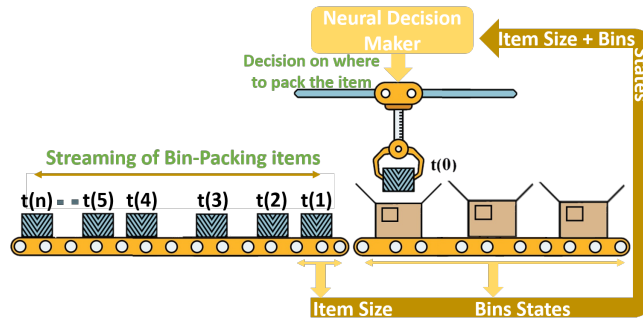 Neural Decision
Maker
Item Size + Bins
States
Decision on where
to pack the item
t(0)
Streaming of Bin-Packing items
t(n) t(5) t(4) t(3) t(2) t(1)
Item Size
Bins States